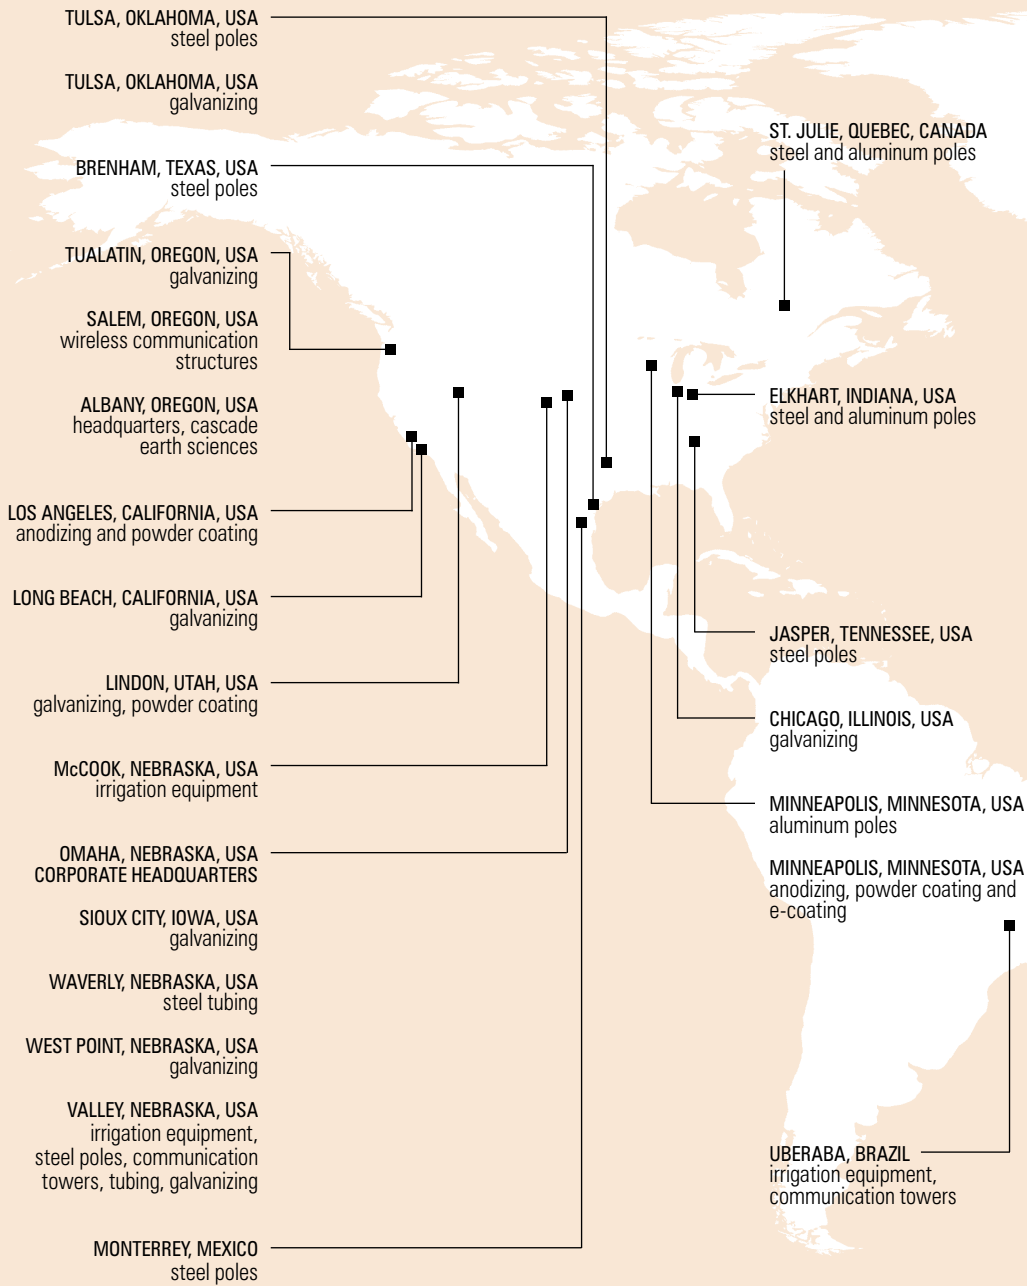 TULSA, OKLAHOMA, USA
steel poles
TULSA, OKLAHOMA, USA
galvanizing
BRENHAM, TEXAS, USA
steel poles
TUALATIN, OREGON, USA
galvanizing
SALEM, OREGON, USA
wireless communication
structures
ALBANY, OREGON, USA
headquarters, cascade
earth sciences
LOS ANGELES, CALIFORNIA, USA
anodizing and powder coating
LONG BEACH, CALIFORNIA, USA
galvanizing
LINDON, UTAH, USA
galvanizing, powder coating
McCOOK, NEBRASKA, USA
irrigation equipment
OMAHA, NEBRASKA, USA
CORPORATE HEADQUARTERS
SIOUX CITY, IOWA, USA
galvanizing
WAVERLY, NEBRASKA, USA
steel tubing
WEST POINT, NEBRASKA, USA
galvanizing
VALLEY, NEBRASKA, USA
irrigation equipment,
steel poles, communication
towers, tubing, galvanizing
MONTERREY, MEXICO
steel poles
ST. JULIE, QUEBEC, CANADA
steel and aluminum poles
ELKHART, INDIANA, USA
steel and aluminum poles
JASPER, TENNESSEE, USA
steel poles
CHICAGO, ILLINOIS, USA
galvanizing
MINNEAPOLIS, MINNESOTA, USA
aluminum poles
MINNEAPOLIS, MINNESOTA, USA
anodizing, powder coating and
e-coating
UBERABA, BRAZIL
irrigation equipment,
communication towers